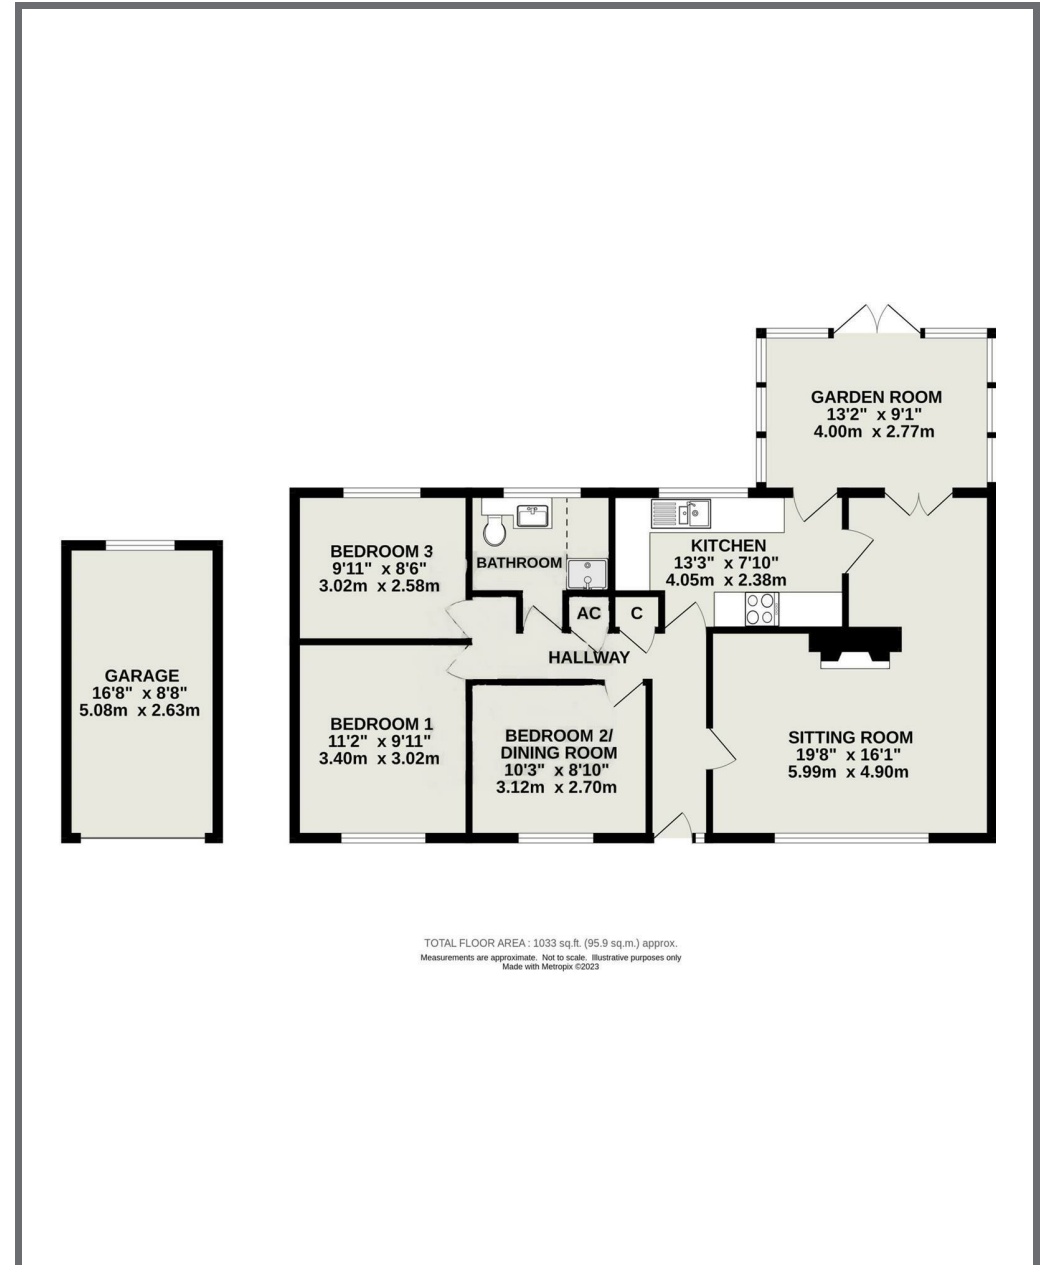 GARDEN ROOM
13'2" x 9'1"
4.00m x 2.77m
BEDROOM 3
9'11" x 8'6"
3.02m x 2.58m
BATHROOM
KITCHEN
13'3" x 7'10"
4.05m x 2.38m
AC
C
HALLWAY
GARAGE
16'8" x 8'8"
5.08m x 2.63m
BEDROOM 1
11'2" x 9'11"
3.40m x 3.02m
BEDROOM 2/
DINING ROOM
10'3" x 8'10"
3.12m x 2.70m
SITTING ROOM
19'8" x 16'1"
5.99m x 4.90m
TOTAL FLOOR AREA : 1033 sq.ft. (95.9 sq.m.) approx.
Measurements are approximate. Not to scale. Illustrative purposes only
Made with Metropix ©2023